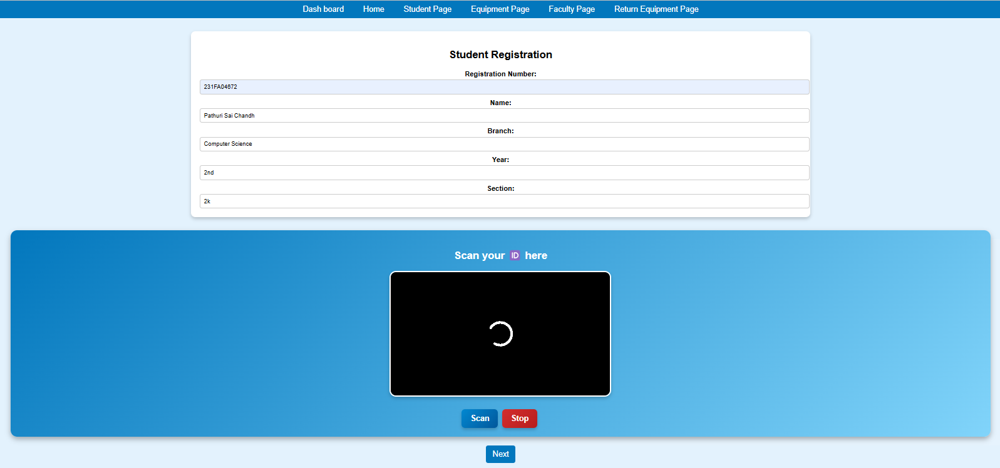 Dash board Home Student Page Equipment Page Faculty Page Return Equipment Page
Student Registration
Registration Number:
231FA04672
Name:
Pathuri Sai Chandh
Branch:
Computer Science
Year:
2nd
Section:
2k
Scan your 🆔 here
Scan Stop
Next